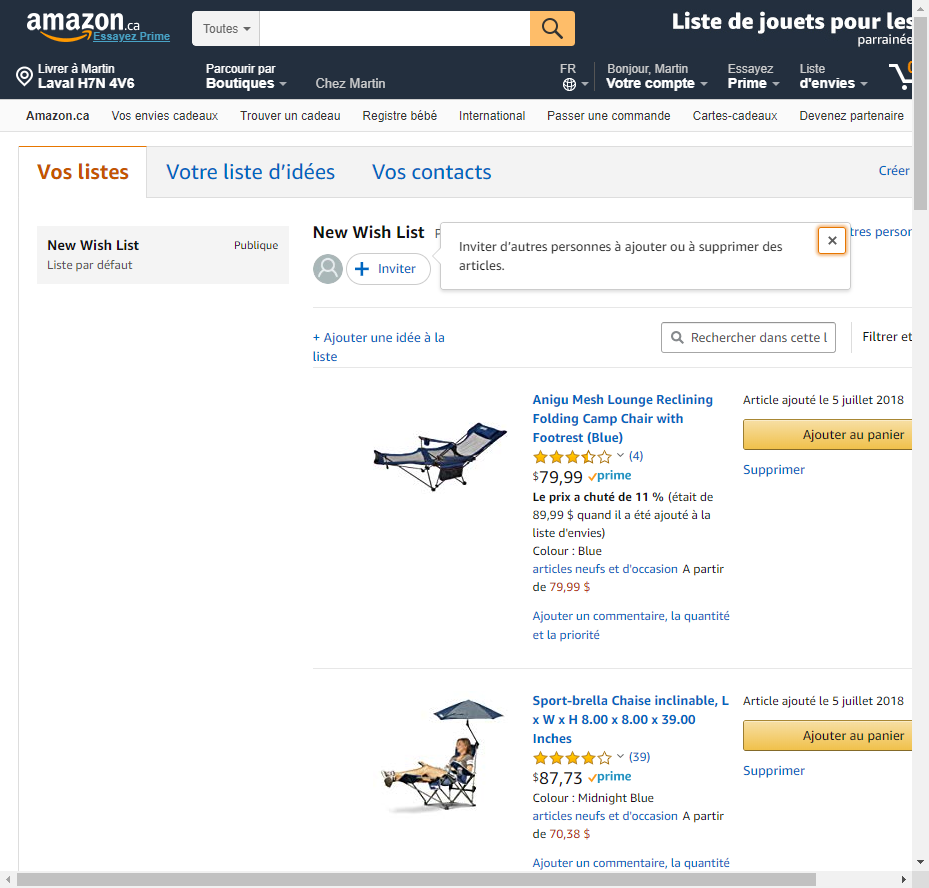 amazon.ca
Essayez Prime
Toutes
Liste de jouets pour les
parrainée
Livrer à Martin
Laval H7N 4V6
Parcourir par
Boutiques
Chez Martin
FR
Bonjour, Martin
Votre compte
Essayez
Prime
Liste
d'envies
0
Amazon.ca
Vos envies cadeaux
Trouver un cadeau
Registre bébé
International
Passer une commande
Cartes-cadeaux
Devenez partenaire
Vos listes
Votre liste d'idées
Vos contacts
Créer
New Wish List
Publique
Liste par défaut
New Wish List
Inviter d'autres personnes à ajouter ou à supprimer des
articles.
tres person
Inviter
+ Ajouter une idée à la
liste
Rechercher dans cette l
Filtrer et
Anigu Mesh Lounge Reclining
Folding Camp Chair with
Footrest (Blue)
(4)
$79,99 prime
Le prix a chuté de 11 % (était de
89,99 $ quand il a été ajouté à la
liste d'envies)
Colour : Blue
articles neufs et d'occasion A partir
de 79,99 $
Ajouter un commentaire, la quantité
et la priorité
Article ajouté le 5 juillet 2018
Ajouter au panier
Supprimer
Sport-brella Chaise inclinable, L
x W x H 8.00 x 8.00 x 39.00
Inches
(39)
$87,73 prime
Colour : Midnight Blue
articles neufs et d'occasion A partir
de 70,38 $
Ajouter un commentaire, la quantité
Article ajouté le 5 juillet 2018
Ajouter au panier
Supprimer